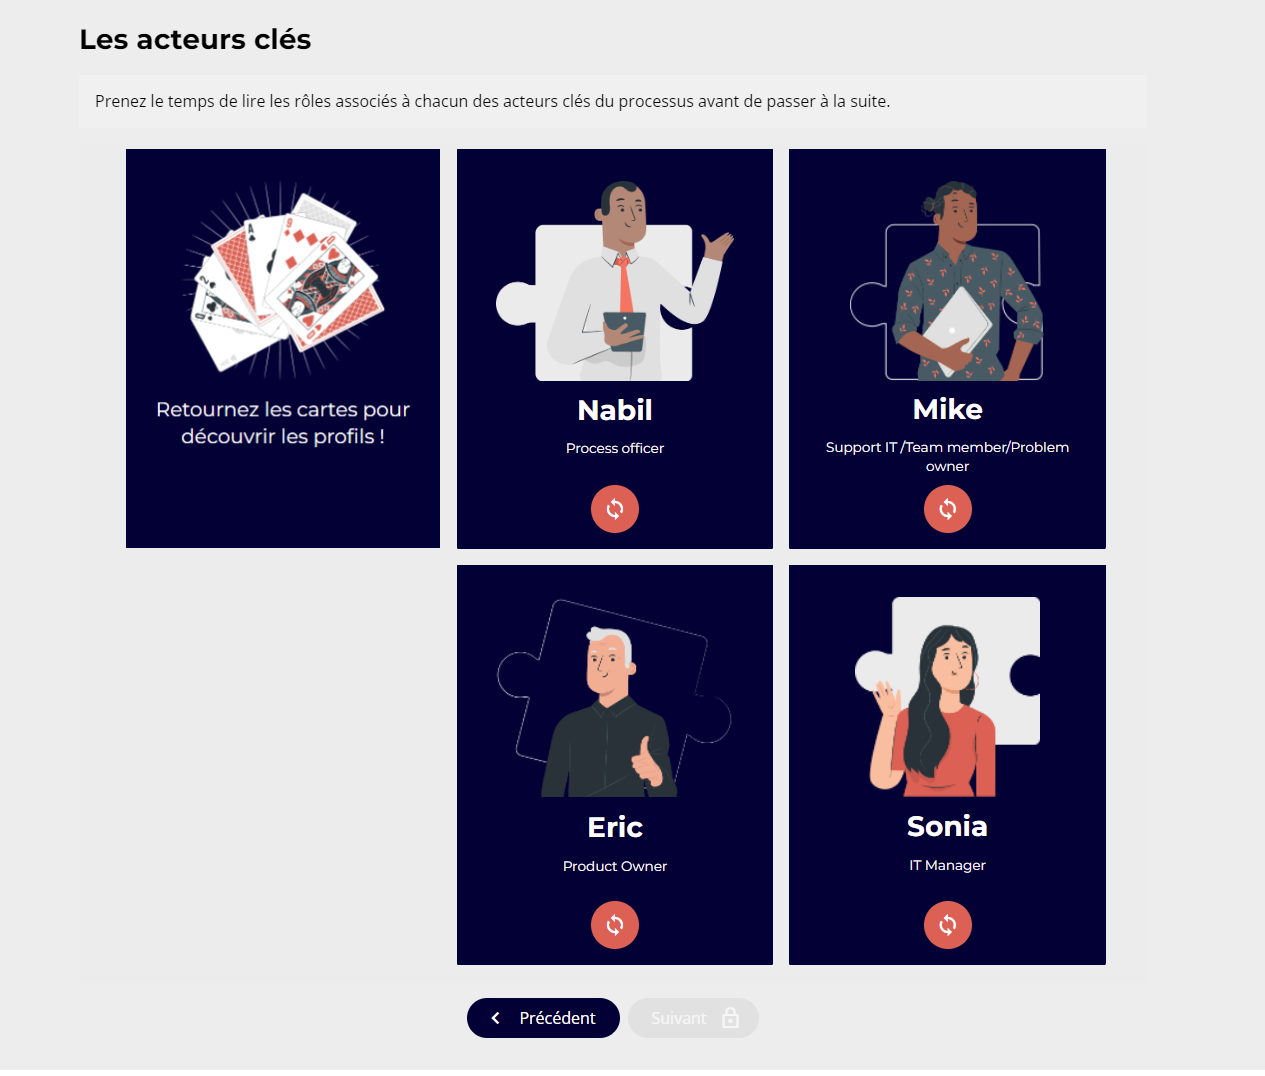 Les acteurs clés
Prenez le temps de lire les rôles associés à chacun des acteurs clés du processus avant de passer à la suite.
Retournez les cartes pour
découvrir les profils !
Nabil
Process officer
Mike
Support IT /Team member/Problem
owner
Eric
Product Owner
Sonia
IT Manager
Précédent
Suivant